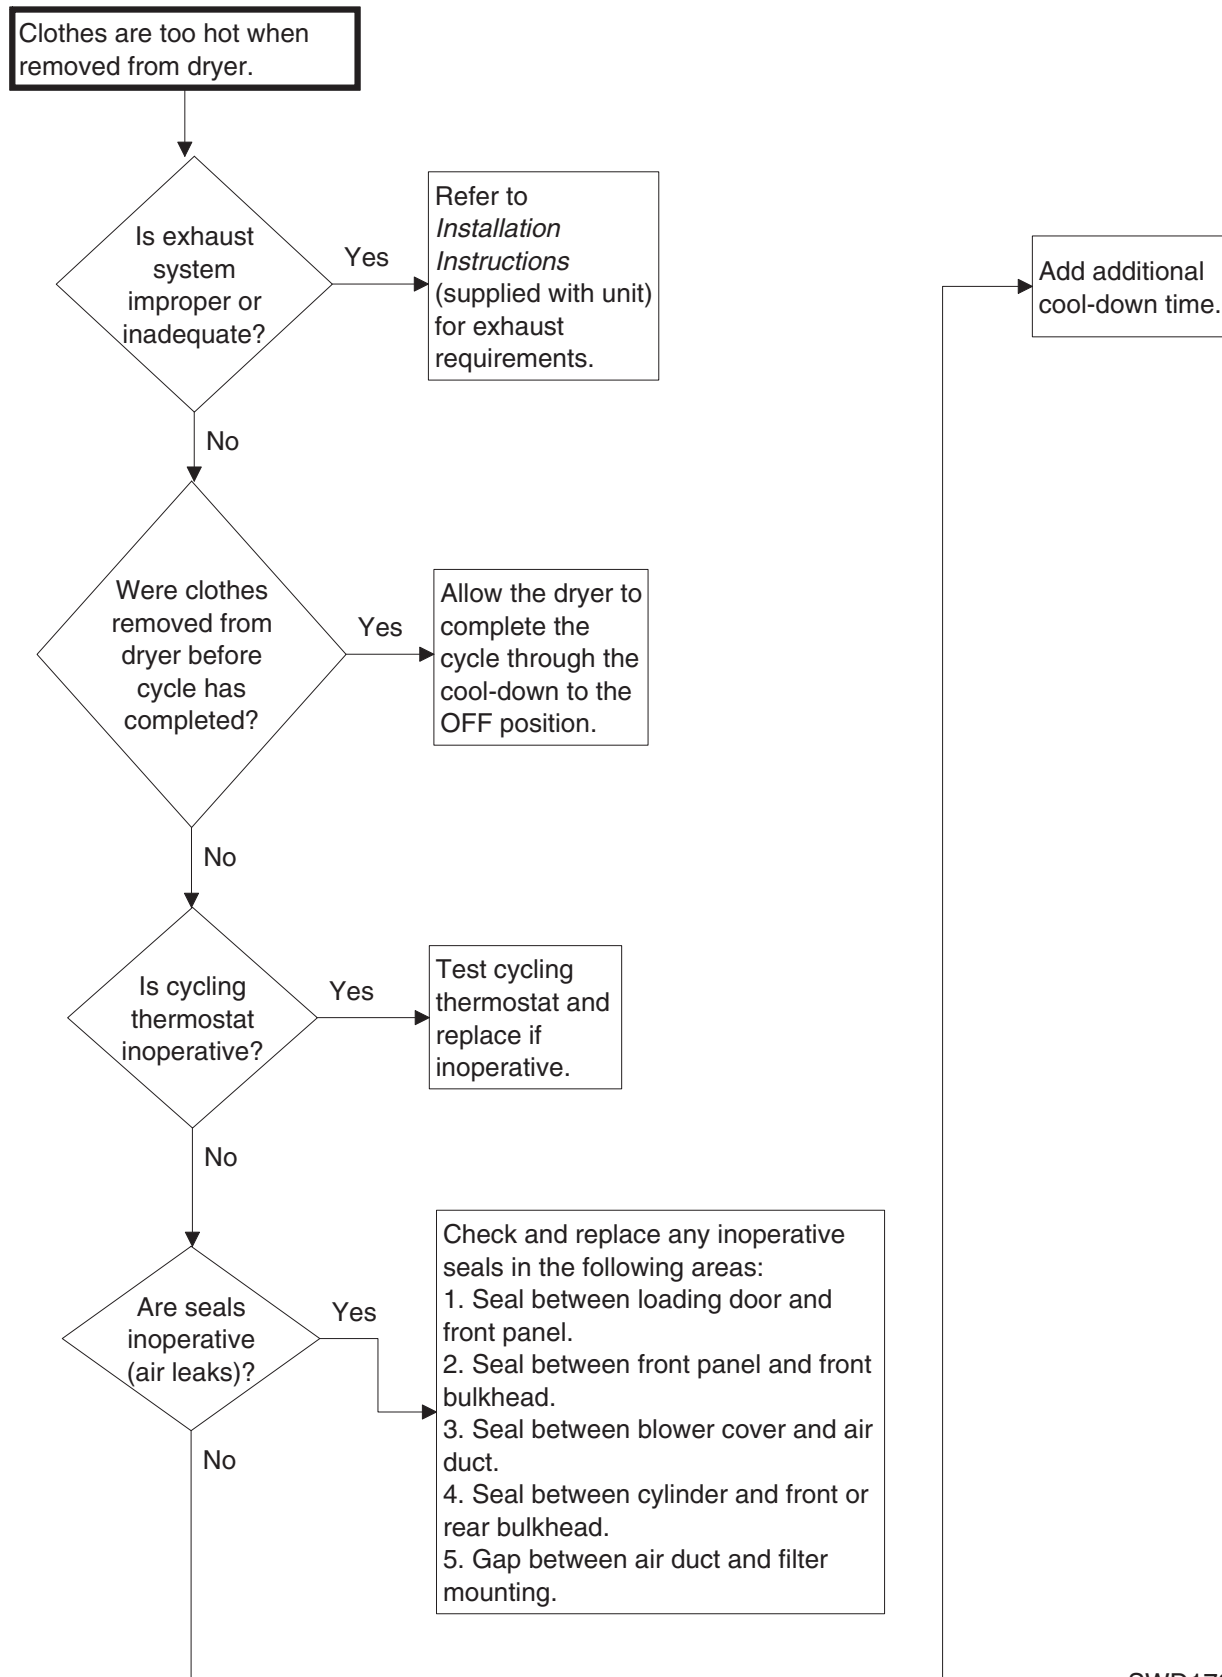 Clothes are too hot when
removed from dryer.
Is exhaust
system
improper or
inadequate?
Yes
Refer to
Installation
Instructions
(supplied with unit)
for exhaust
requirements.
No
Were clothes
removed from
dryer before
cycle has
completed?
Yes
Allow the dryer to
complete the
cycle through the
cool-down to the
OFF position.
No
Is cycling
thermostat
inoperative?
Yes
Test cycling
thermostat and
replace if
inoperative.
No
Are seals
inoperative
(air leaks)?
Yes
Check and replace any inoperative
seals in the following areas:
1. Seal between loading door and
front panel.
2. Seal between front panel and front
bulkhead.
3. Seal between blower cover and air
duct.
4. Seal between cylinder and front or
rear bulkhead.
5. Gap between air duct and filter
mounting.
No
Add additional
cool-down time.